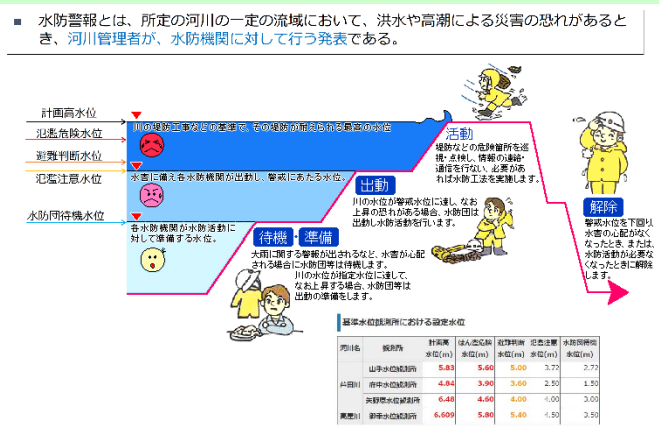 水防警報とは、所定の河川の一定の流域において、洪水や高潮による災害の恐れがあると
き、河川管理者が、水防機関に対して行う発表である。
計画高水位
氾濫危険水位
避難判断水位
氾濫注意水位
水防団待機水位
川の堤防工事などの基準で、その堤防が耐えられる最高の水位
水害に備え各水防機関が出動し、警戒にあたる水位。
各水防機関が水防活動に
対して準備する水位。
待機・準備
大雨に関する警報が出されるなど、水害が心配
される場合に水防団等は待機します。
川の水位が指定水位に達して、
なお上昇する場合、水防団等は
出動の準備をします。
出動
川の水位が警戒水位に達し、なお
上昇の恐れがある場合、水防団は
出動し水防活動を行います。
活動
堤防などの危険箇所を巡
視・点検し、情報の連絡・
通信を行ない、必要があ
れば水防工法を実施します。
解除
警戒水位を下回り
水害の心配がなく
なったとき、または、
水防活動が必要な
くなったときに解除
します。
基準水位観測所における設定水位
河川名 観測所 計画高水位(m) はん濫危険水位(m) 避難判断水位(m) 氾濫注意水位(m) 水防団待機水位(m)
芦田川 山手水位観測所 5.83 5.60 5.00 3.72 2.72
府中水位観測所 4.84 3.90 3.60 2.50 1.50
矢野原水位観測所 6.48 4.60 4.00 4.00 3.00
高屋川 御幸水位観測所 6.609 5.80 5.40 4.50 3.50